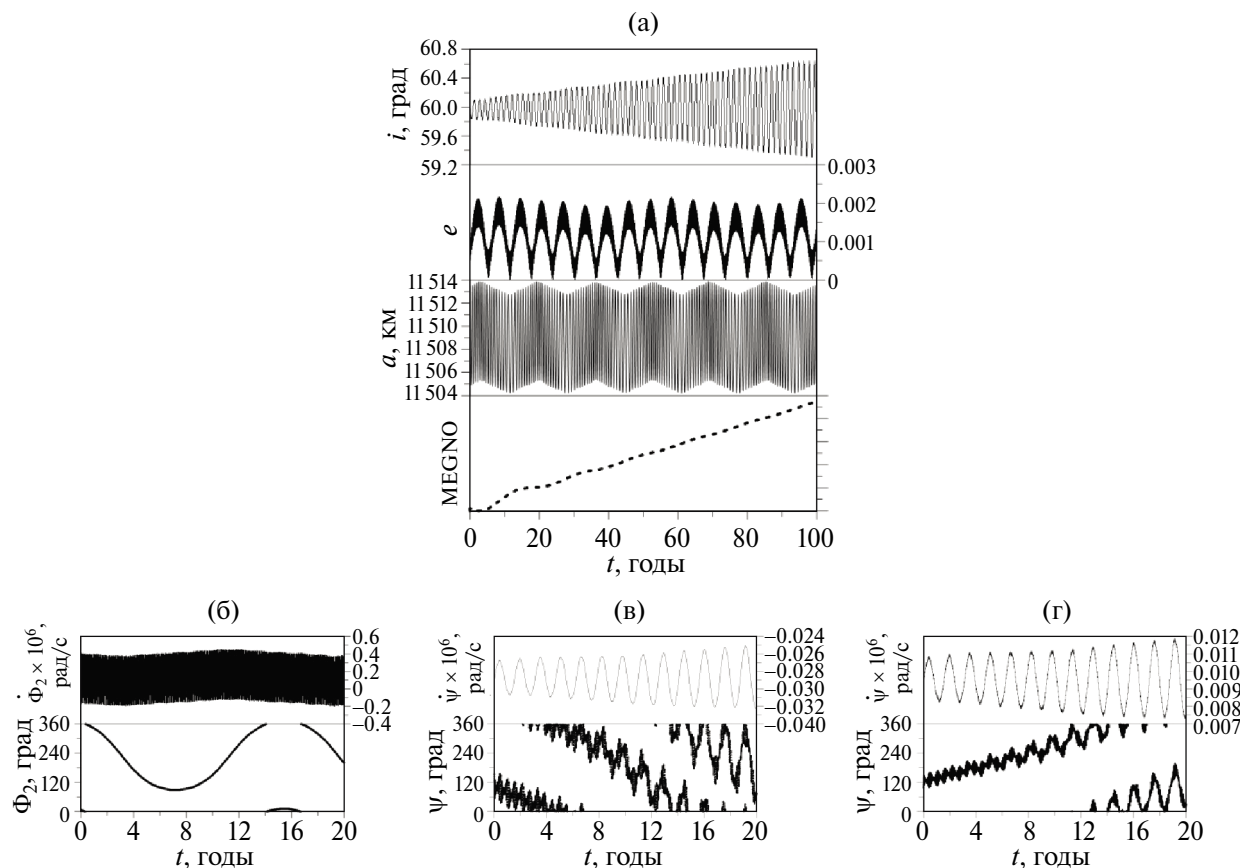 (а)
60.8
60.4
60.0
59.6
59.2
i, град
0.003
0.002
0.001
0
e
11 514
11 512
11 510
11 508
11 506
11 504
a, км
MEGNO
0 20 40 60 80 100
t, годы
(б)
0.6
0.4
0.2
0
−0.2
−0.4
Φ̇₂ × 10⁶, рад/с
360
240
120
0
Φ₂, град
0 4 8 12 16 20
t, годы
(в)
−0.024
−0.026
−0.028
−0.030
−0.032
−0.040
ψ̇ × 10⁶, рад/с
360
240
120
0
ψ, град
0 4 8 12 16 20
t, годы
(г)
0.012
0.011
0.010
0.009
0.008
0.007
ψ̇ × 10⁶, рад/с
360
240
120
0
ψ, град
0 4 8 12 16 20
t, годы